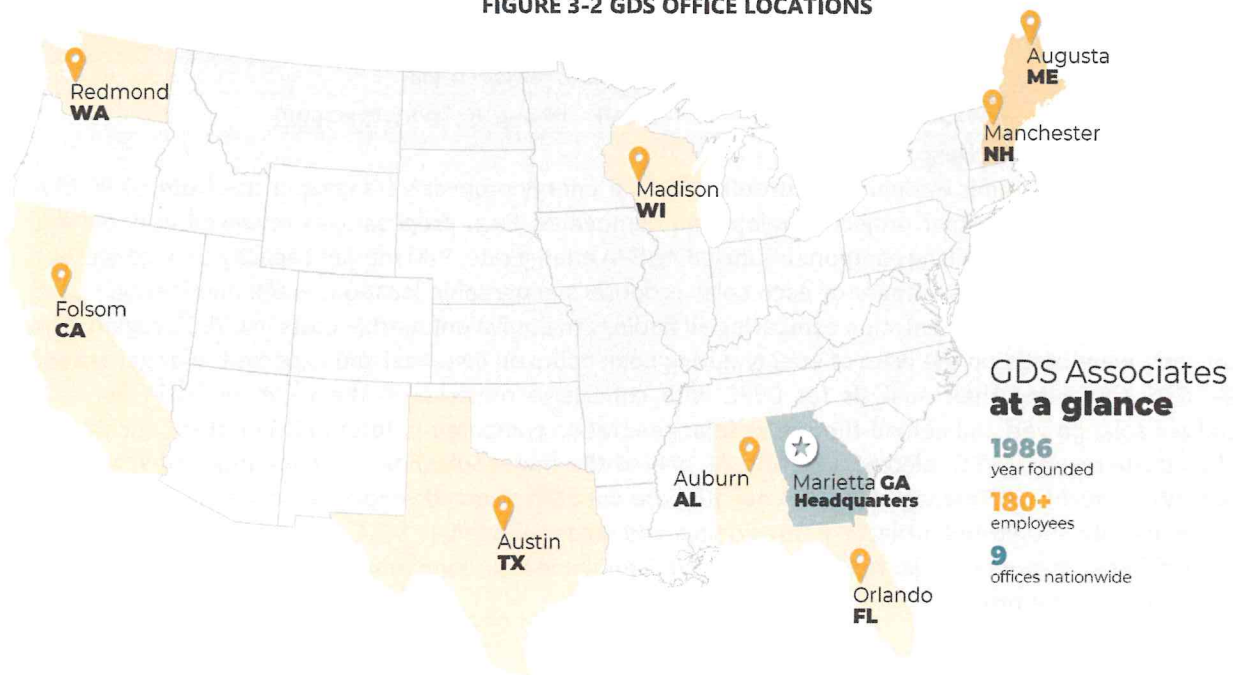 FIGURE 3-2 GDS OFFICE LOCATIONS
Augusta
ME
Redmond
WA
Manchester
NH
Madison
WI
Folsom
CA
GDS Associates
at a glance
1986
year founded
180+
employees
9
offices nationwide
Auburn
AL
Marietta GA
Headquarters
Austin
TX
Orlando
FL